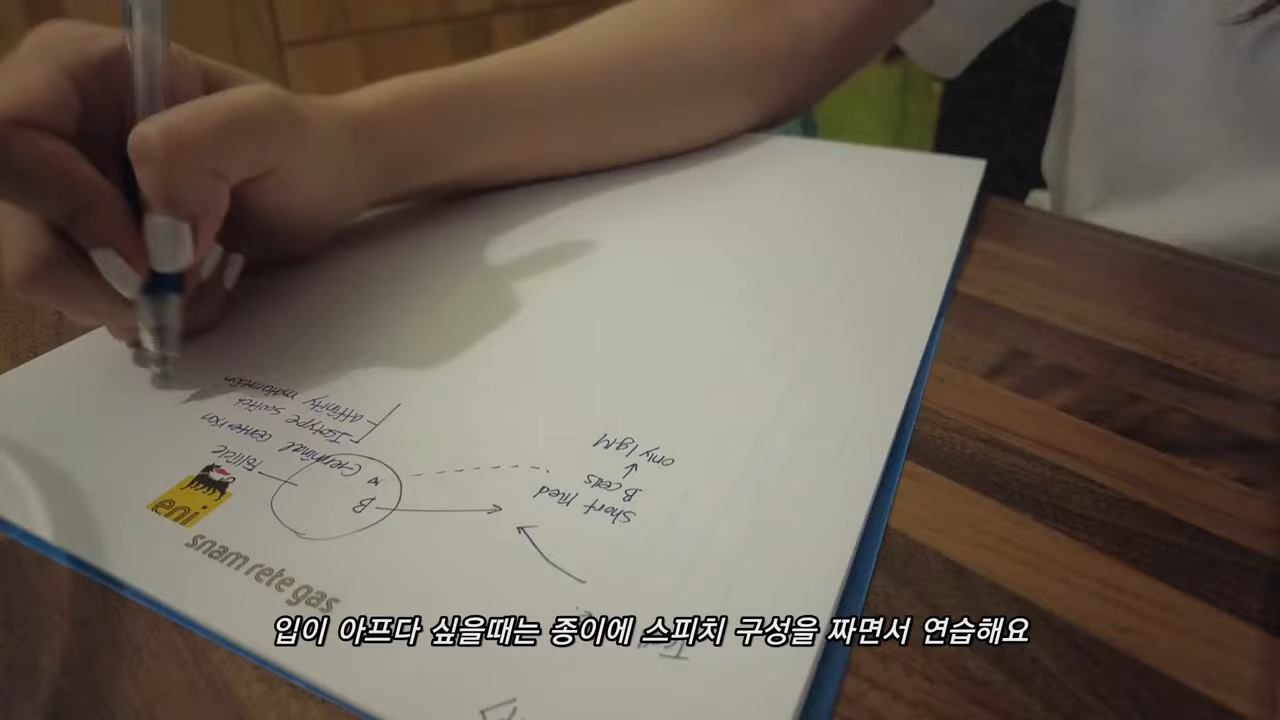 eni
snam rete gas
B
follicle
Germinal center rxn
Isotype switch
affinity maturation
short lived
B cells
↓
only IgM
입이 아프다 싶을때는 종이에 스피치 구성을 짜면서 연습해요